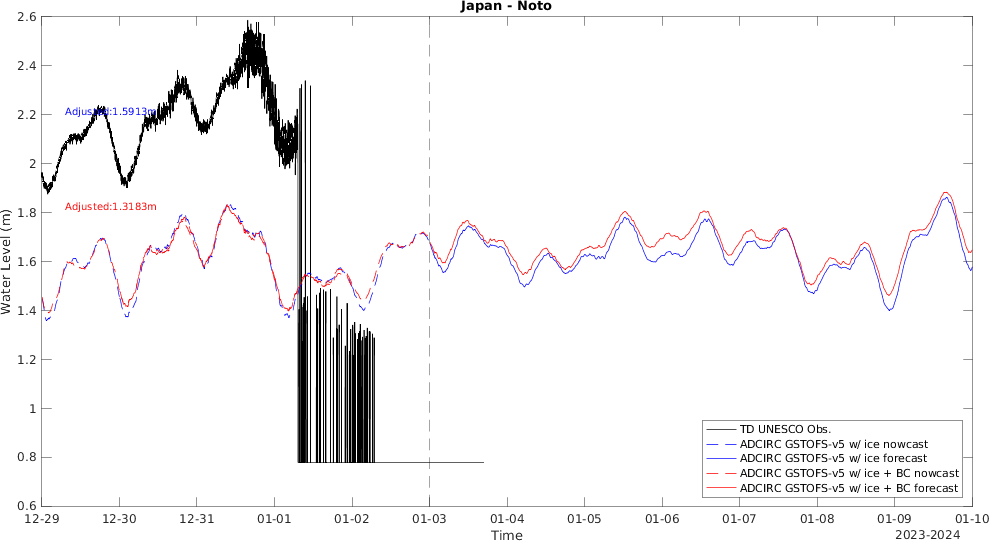 Japan - Noto
2.6
2.4
2.2
2
1.8
1.6
1.4
1.2
1
0.8
0.6
Water Level (m)
Adjusted:1.5913m
Adjusted:1.3183m
TD UNESCO Obs.
ADCIRC GSTOFS-v5 w/ ice nowcast
ADCIRC GSTOFS-v5 w/ ice forecast
ADCIRC GSTOFS-v5 w/ ice + BC nowcast
ADCIRC GSTOFS-v5 w/ ice + BC forecast
12-29 12-30 12-31 01-01 01-02 01-03 01-04 01-05 01-06 01-07 01-08 01-09 01-10
Time
2023-2024